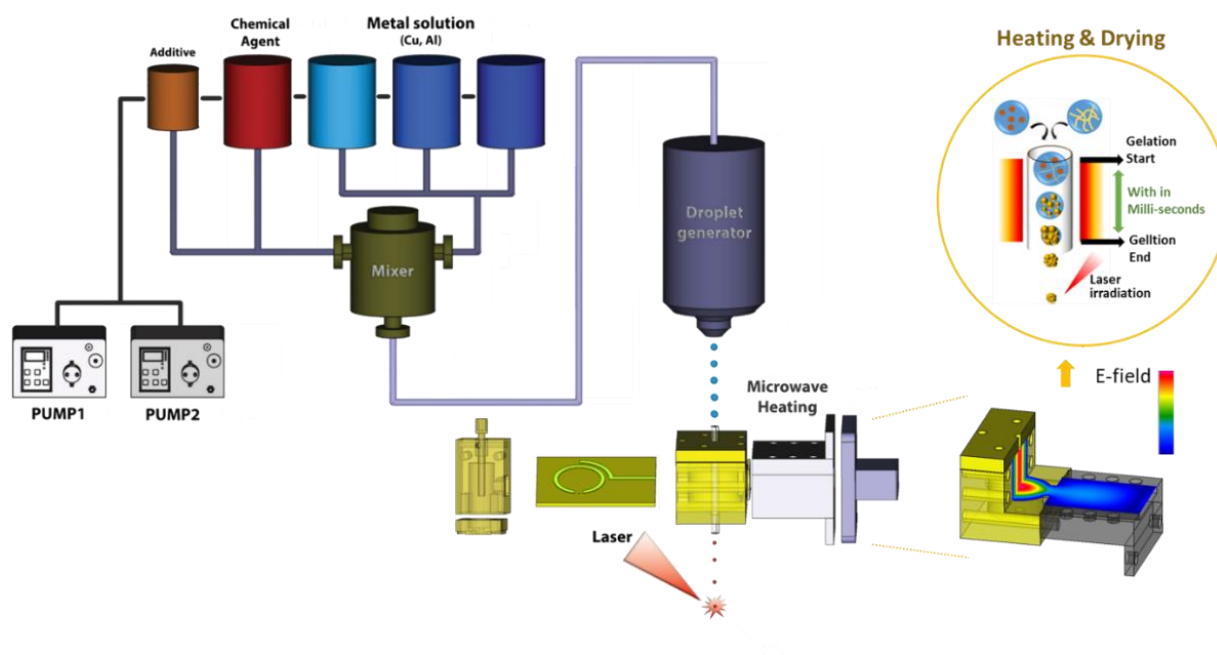 Additive
Chemical
Agent
Metal solution
(Cu, Al)
Mixer
PUMP1
PUMP2
Droplet
generator
Microwave
Heating
Laser
Heating & Drying
Gelation
Start
With in
Milli-seconds
Gelltion
End
Laser
irradiation
E-field